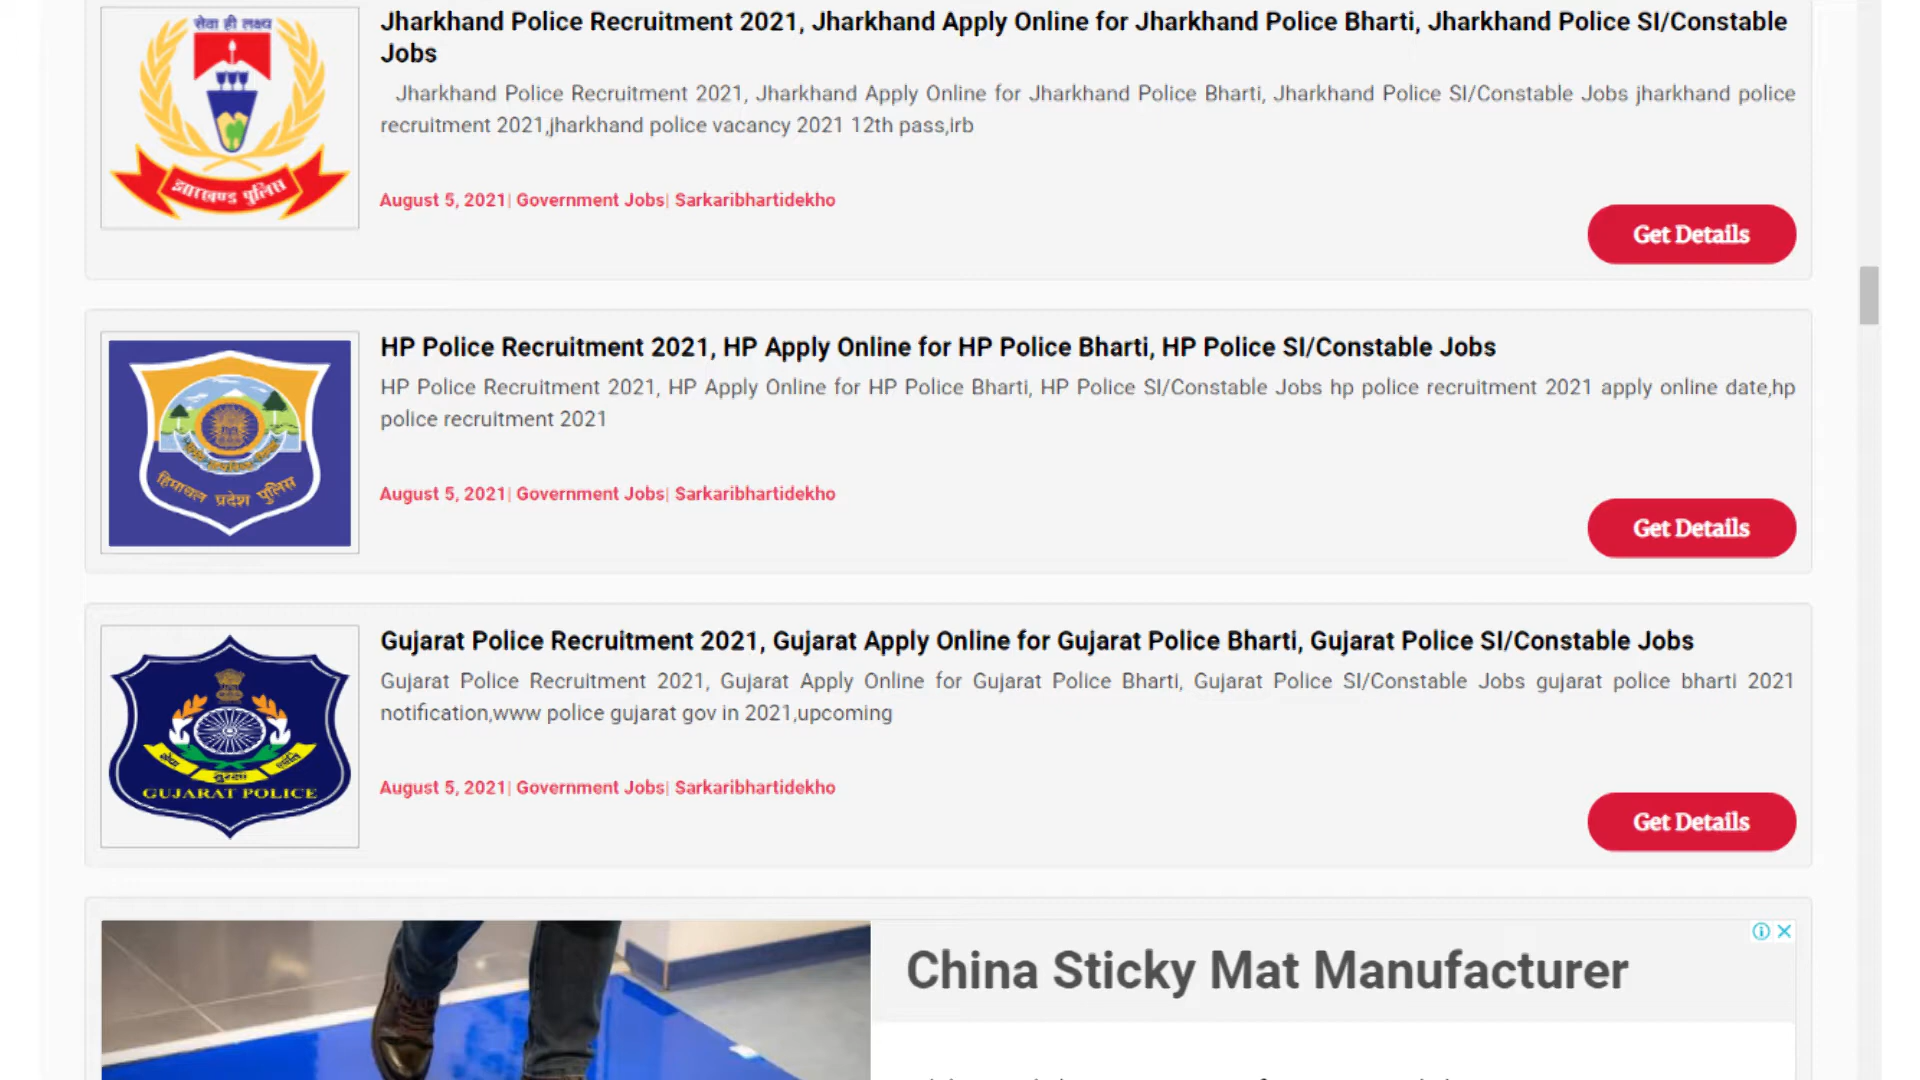 सेवा ही लक्ष्य
झारखण्ड पुलिस
Jharkhand Police Recruitment 2021, Jharkhand Apply Online for Jharkhand Police Bharti, Jharkhand Police SI/Constable
Jobs
Jharkhand Police Recruitment 2021, Jharkhand Apply Online for Jharkhand Police Bharti, Jharkhand Police SI/Constable Jobs jharkhand police
recruitment 2021,jharkhand police vacancy 2021 12th pass,irb
August 5, 2021| Government Jobs| Sarkaribhartidekho
Get Details
हिमाचल प्रदेश पुलिस
HP Police Recruitment 2021, HP Apply Online for HP Police Bharti, HP Police SI/Constable Jobs
HP Police Recruitment 2021, HP Apply Online for HP Police Bharti, HP Police SI/Constable Jobs hp police recruitment 2021 apply online date,hp
police recruitment 2021
August 5, 2021| Government Jobs| Sarkaribhartidekho
Get Details
सेवा सुरक्षा शांति
GUJARAT POLICE
Gujarat Police Recruitment 2021, Gujarat Apply Online for Gujarat Police Bharti, Gujarat Police SI/Constable Jobs
Gujarat Police Recruitment 2021, Gujarat Apply Online for Gujarat Police Bharti, Gujarat Police SI/Constable Jobs gujarat police bharti 2021
notification,www police gujarat gov in 2021,upcoming
August 5, 2021| Government Jobs| Sarkaribhartidekho
Get Details
China Sticky Mat Manufacturer